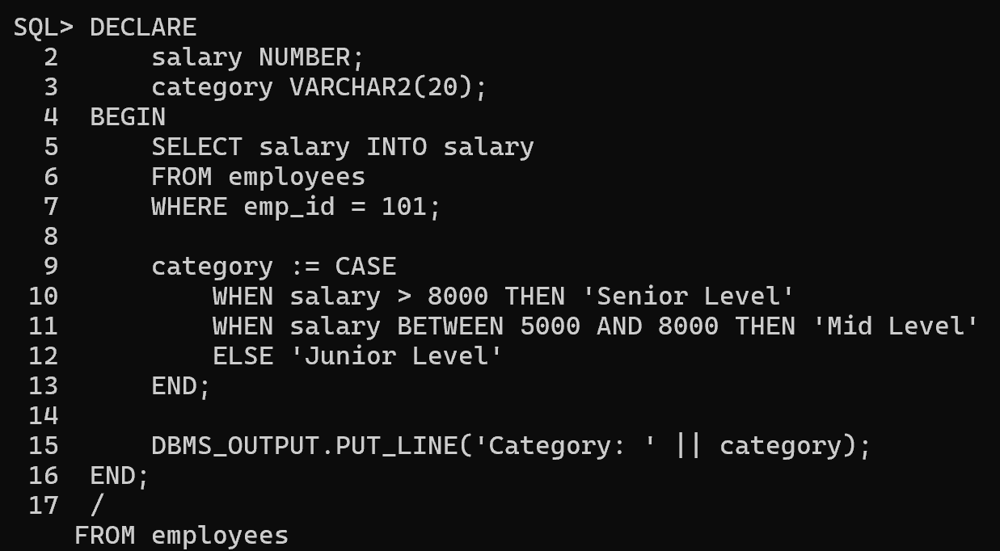 SQL> DECLARE
  2      salary NUMBER;
  3      category VARCHAR2(20);
  4  BEGIN
  5      SELECT salary INTO salary
  6      FROM employees
  7      WHERE emp_id = 101;
  8
  9      category := CASE
 10          WHEN salary > 8000 THEN 'Senior Level'
 11          WHEN salary BETWEEN 5000 AND 8000 THEN 'Mid Level'
 12          ELSE 'Junior Level'
 13      END;
 14
 15      DBMS_OUTPUT.PUT_LINE('Category: ' || category);
 16  END;
 17  /
    FROM employees